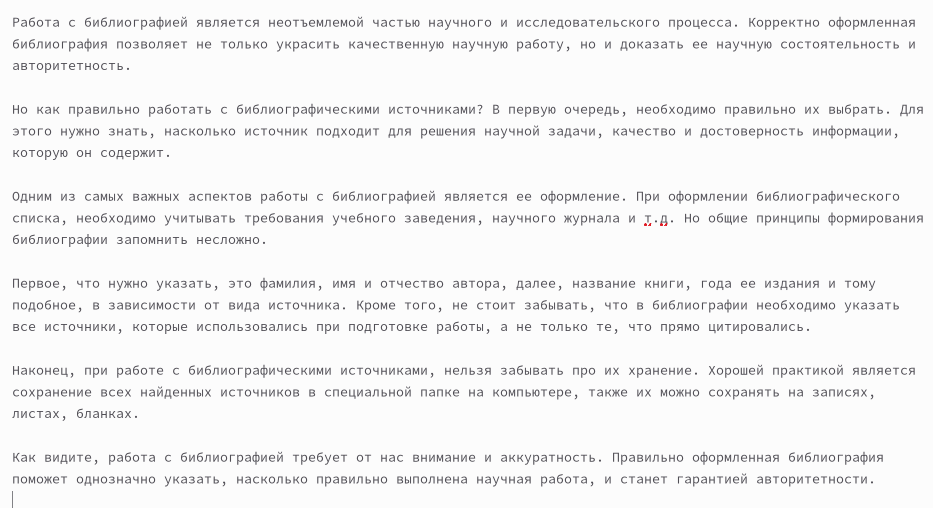 Работа с библиографией является неотъемлемой частью научного и исследовательского процесса. Корректно оформленная
библиография позволяет не только украсить качественную научную работу, но и доказать ее научную состоятельность и
авторитетность.
Но как правильно работать с библиографическими источниками? В первую очередь, необходимо правильно их выбрать. Для
этого нужно знать, насколько источник подходит для решения научной задачи, качество и достоверность информации,
которую он содержит.
Одним из самых важных аспектов работы с библиографией является ее оформление. При оформлении библиографического
списка, необходимо учитывать требования учебного заведения, научного журнала и т.д. Но общие принципы формирования
библиографии запомнить несложно.
Первое, что нужно указать, это фамилия, имя и отчество автора, далее, название книги, года ее издания и тому
подобное, в зависимости от вида источника. Кроме того, не стоит забывать, что в библиографии необходимо указать
все источники, которые использовались при подготовке работы, а не только те, что прямо цитировались.
Наконец, при работе с библиографическими источниками, нельзя забывать про их хранение. Хорошей практикой является
сохранение всех найденных источников в специальной папке на компьютере, также их можно сохранять на записях,
листах, бланках.
Как видите, работа с библиографией требует от нас внимание и аккуратность. Правильно оформленная библиография
поможет однозначно указать, насколько правильно выполнена научная работа, и станет гарантией авторитетности.